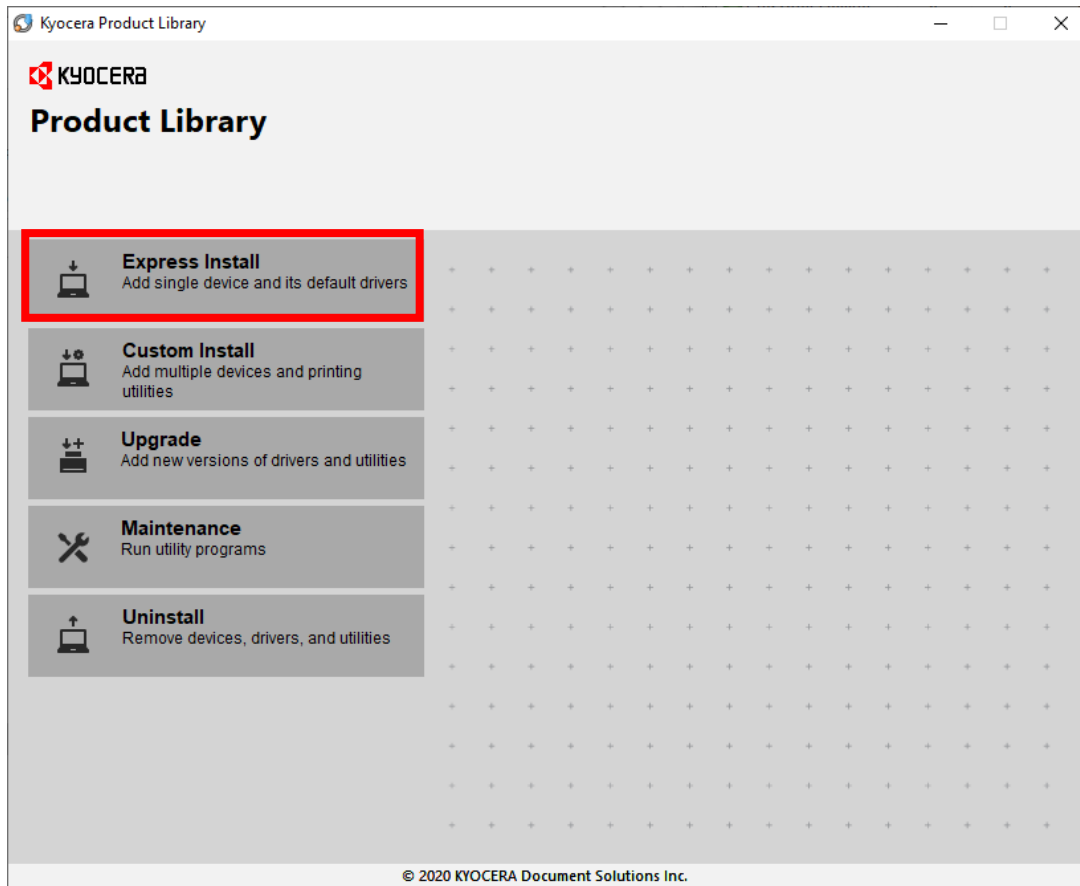 Kyocera Product Library
KYOCERA
Product Library
Express Install
Add single device and its default drivers
Custom Install
Add multiple devices and printing
utilities
Upgrade
Add new versions of drivers and utilities
Maintenance
Run utility programs
Uninstall
Remove devices, drivers, and utilities
© 2020 KYOCERA Document Solutions Inc.